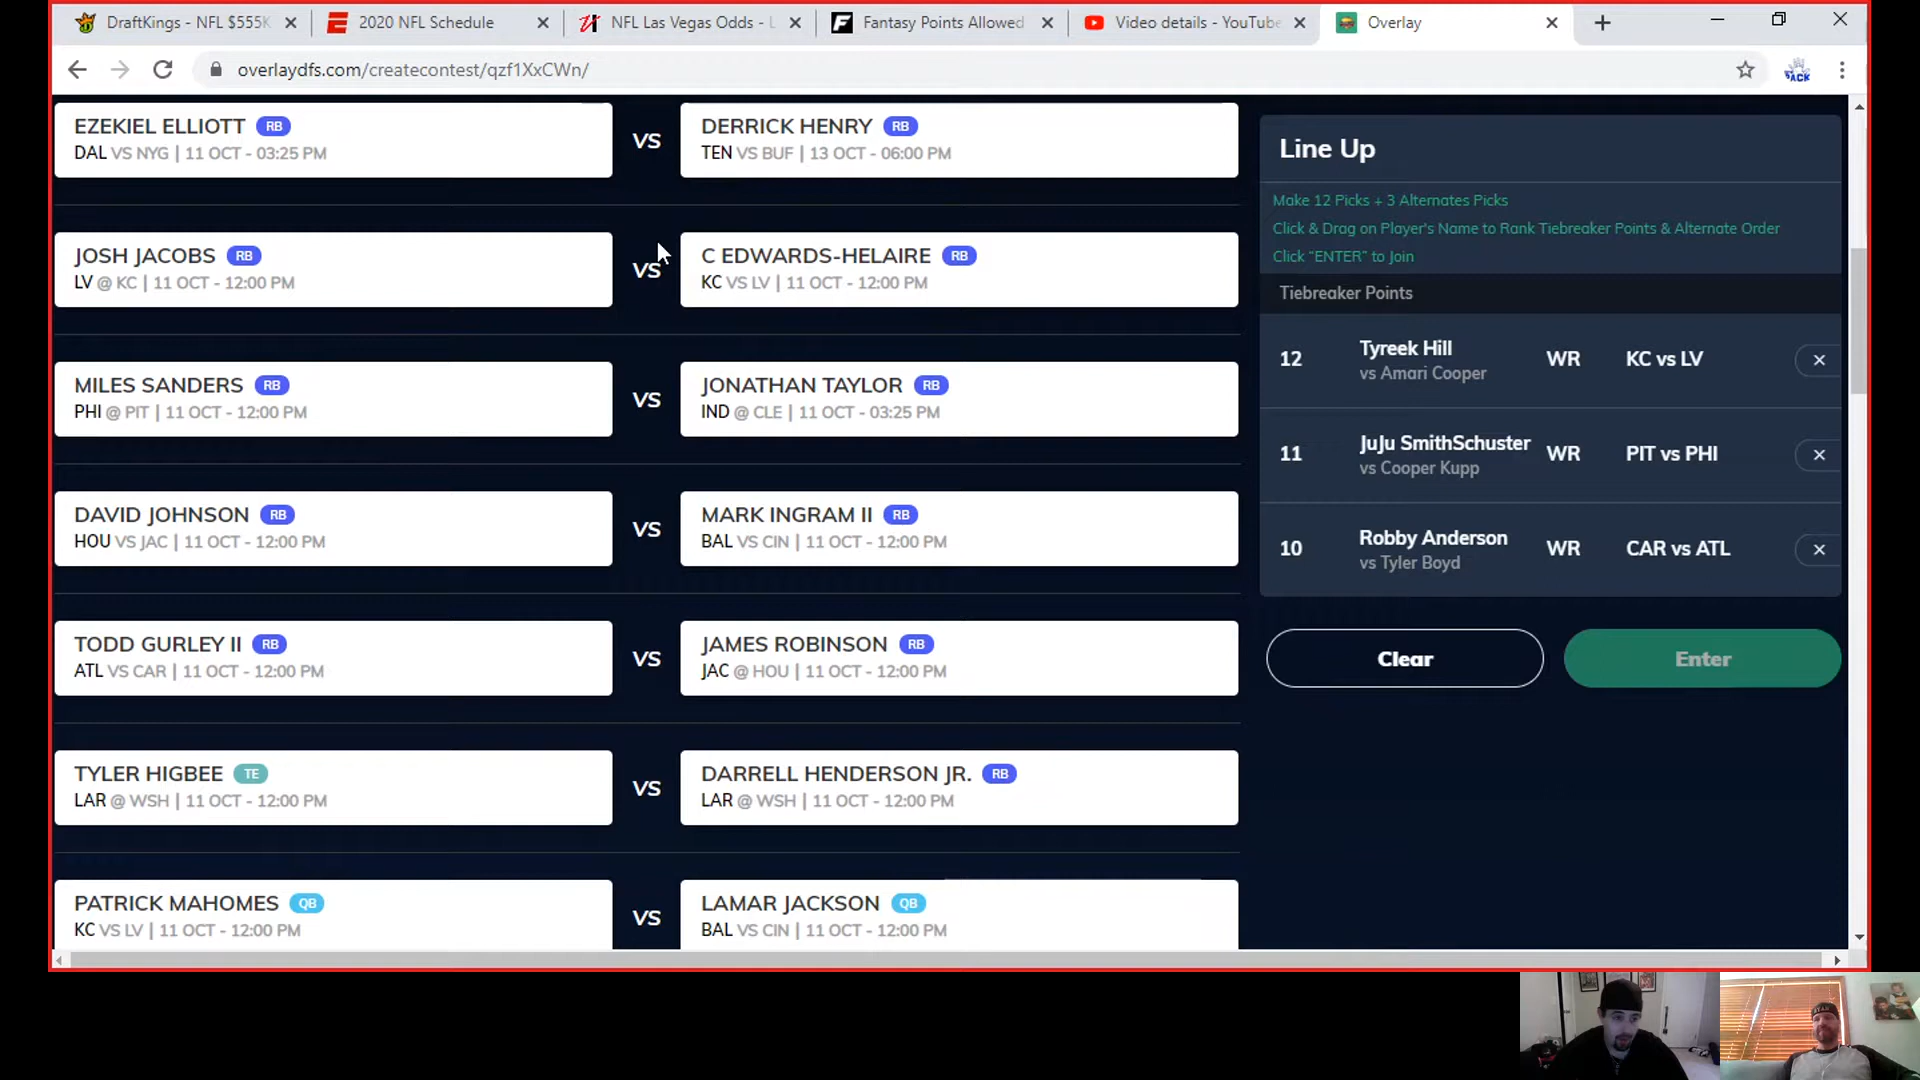 DraftKings - NFL $555K
2020 NFL Schedule
NFL Las Vegas Odds - L
Fantasy Points Allowed
Video details - YouTube
Overlay
overlaydfs.com/createcontest/qzf1XxCWn/
EZEKIEL ELLIOTT RB
DAL VS NYG | 11 OCT - 03:25 PM
VS
DERRICK HENRY RB
TEN VS BUF | 13 OCT - 06:00 PM
JOSH JACOBS RB
LV @ KC | 11 OCT - 12:00 PM
VS
C EDWARDS-HELAIRE RB
KC VS LV | 11 OCT - 12:00 PM
MILES SANDERS RB
PHI @ PIT | 11 OCT - 12:00 PM
VS
JONATHAN TAYLOR RB
IND @ CLE | 11 OCT - 03:25 PM
DAVID JOHNSON RB
HOU VS JAC | 11 OCT - 12:00 PM
VS
MARK INGRAM II RB
BAL VS CIN | 11 OCT - 12:00 PM
TODD GURLEY II RB
ATL VS CAR | 11 OCT - 12:00 PM
VS
JAMES ROBINSON RB
JAC @ HOU | 11 OCT - 12:00 PM
TYLER HIGBEE TE
LAR @ WSH | 11 OCT - 12:00 PM
VS
DARRELL HENDERSON JR. RB
LAR @ WSH | 11 OCT - 12:00 PM
PATRICK MAHOMES QB
KC VS LV | 11 OCT - 12:00 PM
VS
LAMAR JACKSON QB
BAL VS CIN | 11 OCT - 12:00 PM
Line Up
Make 12 Picks + 3 Alternates Picks
Click & Drag on Player's Name to Rank Tiebreaker Points & Alternate Order
Click "ENTER" to Join
Tiebreaker Points
12 Tyreek Hill WR KC vs LV
vs Amari Cooper
11 JuJu SmithSchuster WR PIT vs PHI
vs Cooper Kupp
10 Robby Anderson WR CAR vs ATL
vs Tyler Boyd
Clear
Enter